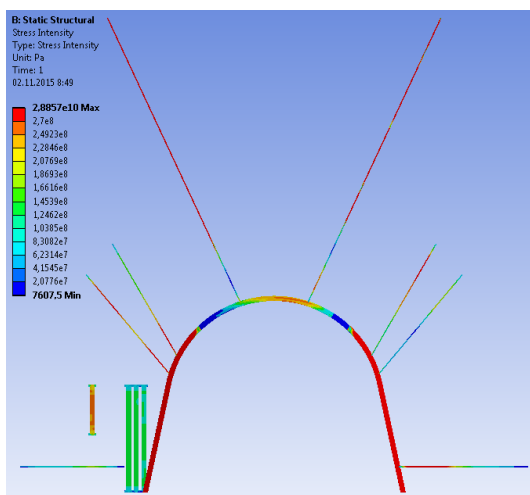 B: Static Structural
Stress Intensity
Type: Stress Intensity
Unit: Pa
Time: 1
02.11.2015 8:49
2,8857e10 Max
2,7e8
2,4923e8
2,2846e8
2,0769e8
1,8693e8
1,6616e8
1,4539e8
1,2462e8
1,0385e8
8,3082e7
6,2314e7
4,1545e7
2,0776e7
7607.5 Min